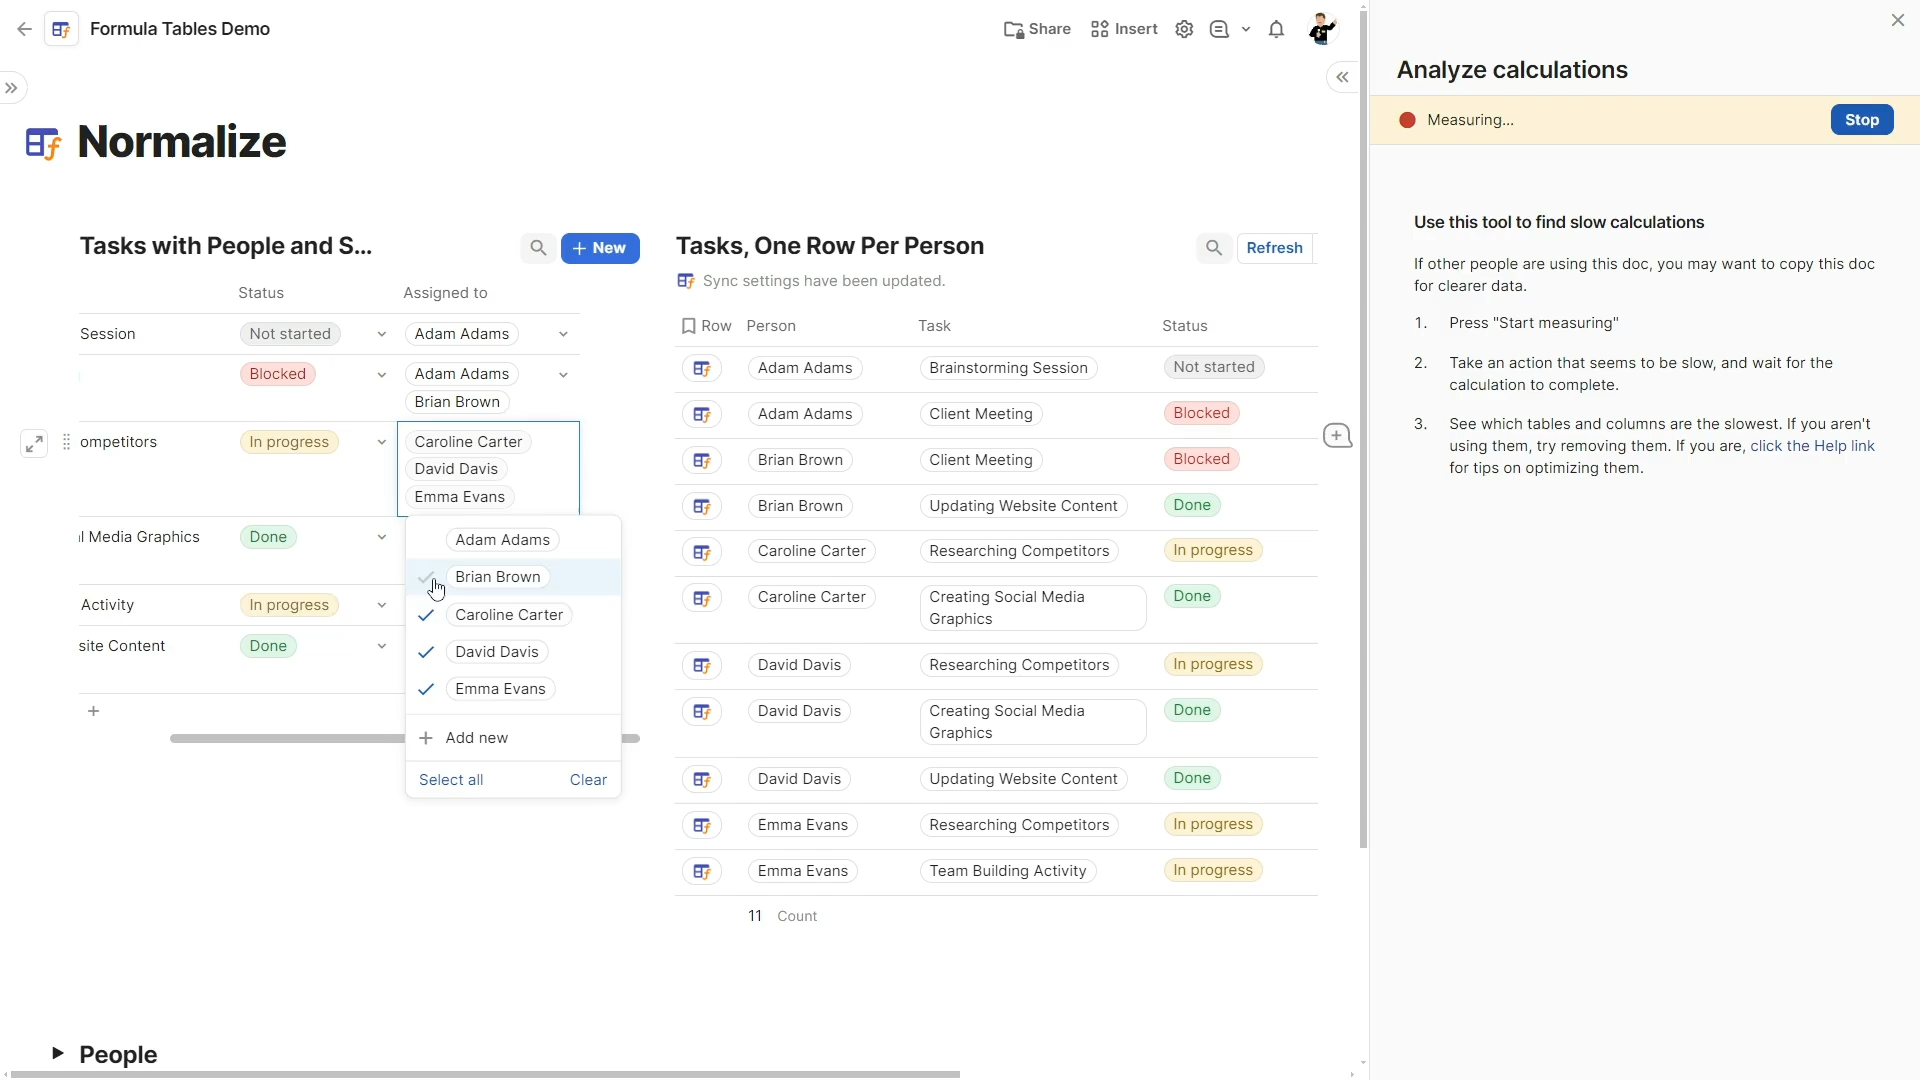 Formula Tables Demo
Share
Insert
Normalize
Tasks with People and S...
New
Status
Assigned to
Session
Not started
Adam Adams
Blocked
Adam Adams
Brian Brown
ompetitors
In progress
Caroline Carter
David Davis
Emma Evans
l Media Graphics
Done
Activity
In progress
site Content
Done
Adam Adams
Brian Brown
Caroline Carter
David Davis
Emma Evans
Add new
Select all
Clear
Tasks, One Row Per Person
Refresh
Sync settings have been updated.
Row Person Task Status
Adam Adams Brainstorming Session Not started
Adam Adams Client Meeting Blocked
Brian Brown Client Meeting Blocked
Brian Brown Updating Website Content Done
Caroline Carter Researching Competitors In progress
Caroline Carter Creating Social Media Done
Graphics
David Davis Researching Competitors In progress
David Davis Creating Social Media Done
Graphics
David Davis Updating Website Content Done
Emma Evans Researching Competitors In progress
Emma Evans Team Building Activity In progress
11 Count
People
Analyze calculations
Measuring...
Stop
Use this tool to find slow calculations
If other people are using this doc, you may want to copy this doc
for clearer data.
1. Press "Start measuring"
2. Take an action that seems to be slow, and wait for the
calculation to complete.
3. See which tables and columns are the slowest. If you aren't
using them, try removing them. If you are, click the Help link
for tips on optimizing them.